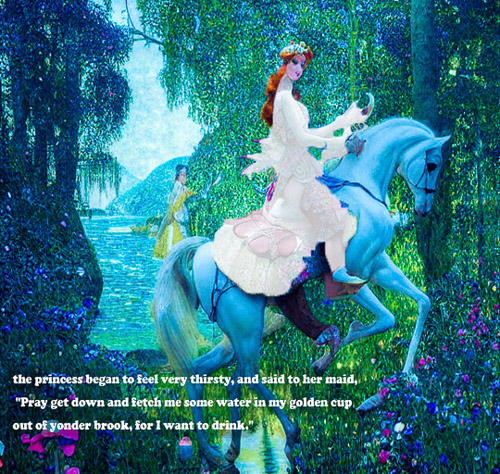 the princess began to feel very thirsty, and said to her maid,
"Pray get down and fetch me some water in my golden cup
out of yonder brook, for I want to drink."